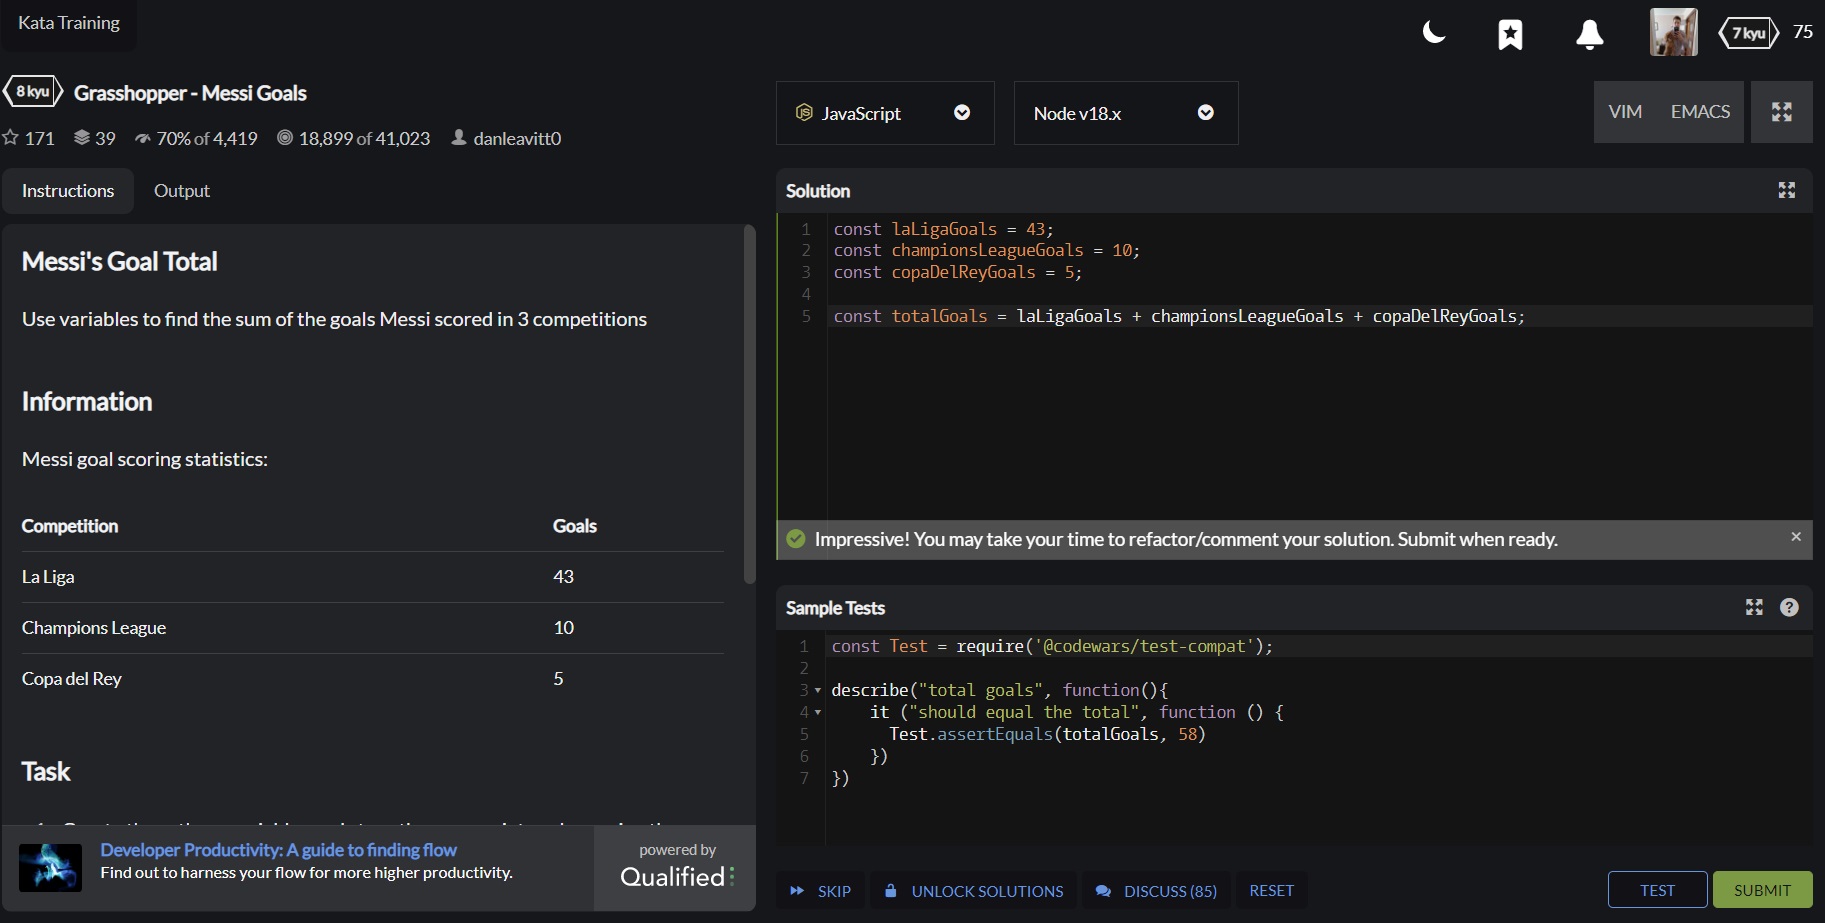 Kata Training
7 kyu 75
8 kyu Grasshopper - Messi Goals
171 39 70% of 4,419 18,899 of 41,023 danleavitt0
Instructions Output
Messi's Goal Total
Use variables to find the sum of the goals Messi scored in 3 competitions
Information
Messi goal scoring statistics:
Competition Goals
La Liga 43
Champions League 10
Copa del Rey 5
Task
Developer Productivity: A guide to finding flow
Find out to harness your flow for more higher productivity.
powered by
Qualified
JavaScript Node v18.x VIM EMACS
Solution
1 const laLigaGoals = 43;
2 const championsLeagueGoals = 10;
3 const copaDelReyGoals = 5;
4
5 const totalGoals = laLigaGoals + championsLeagueGoals + copaDelReyGoals;
Impressive! You may take your time to refactor/comment your solution. Submit when ready. ×
Sample Tests ?
1 const Test = require('@codewars/test-compat');
2
3 describe("total goals", function(){
4 it ("should equal the total", function () {
5 Test.assertEquals(totalGoals, 58)
6 })
7 })
SKIP UNLOCK SOLUTIONS DISCUSS (85) RESET TEST SUBMIT